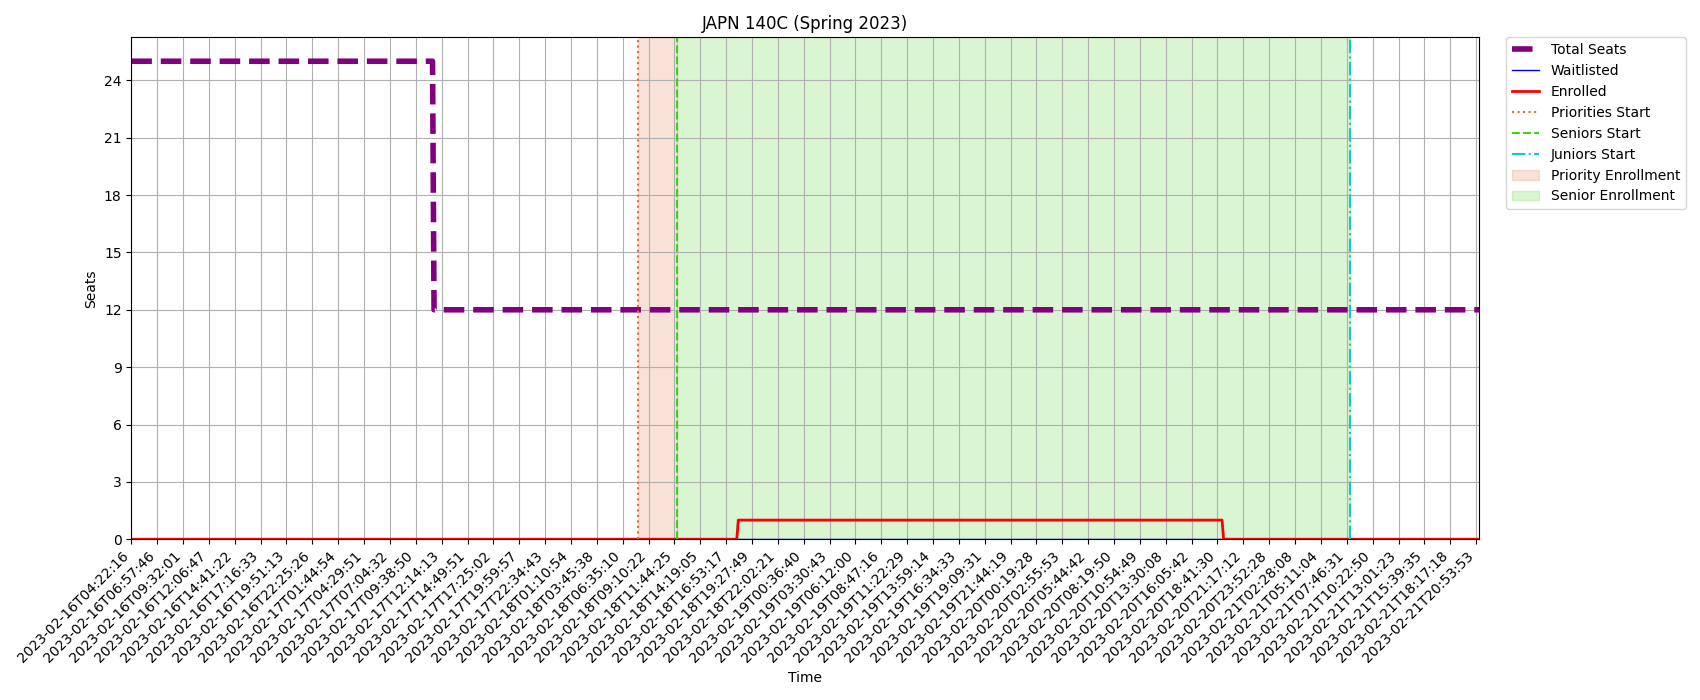 JAPN 140C (Spring 2023)
Total Seats
Waitlisted
Enrolled
Priorities Start
Seniors Start
Juniors Start
Priority Enrollment
Senior Enrollment
Seats
24
21
18
15
12
9
6
3
0
2023-02-16T04:22:16
2023-02-16T06:57:46
2023-02-16T09:32:01
2023-02-16T12:06:47
2023-02-16T14:41:22
2023-02-16T17:16:33
2023-02-16T19:51:13
2023-02-16T22:25:26
2023-02-17T01:44:54
2023-02-17T04:29:51
2023-02-17T07:04:32
2023-02-17T09:38:50
2023-02-17T12:14:13
2023-02-17T14:49:51
2023-02-17T17:25:02
2023-02-17T19:59:57
2023-02-17T22:34:43
2023-02-18T01:10:54
2023-02-18T03:45:38
2023-02-18T06:35:10
2023-02-18T09:10:22
2023-02-18T11:44:25
2023-02-18T14:19:05
2023-02-18T16:53:17
2023-02-18T19:27:49
2023-02-18T22:02:21
2023-02-19T00:36:40
2023-02-19T03:30:43
2023-02-19T06:12:00
2023-02-19T08:47:16
2023-02-19T11:22:29
2023-02-19T13:59:14
2023-02-19T16:34:33
2023-02-19T19:09:31
2023-02-19T21:44:19
2023-02-20T00:19:28
2023-02-20T02:55:53
2023-02-20T05:44:42
2023-02-20T08:19:50
2023-02-20T10:54:49
2023-02-20T13:30:08
2023-02-20T16:05:42
2023-02-20T18:41:30
2023-02-20T21:17:12
2023-02-20T23:52:28
2023-02-21T02:28:08
2023-02-21T05:11:04
2023-02-21T07:46:31
2023-02-21T10:22:50
2023-02-21T13:01:23
2023-02-21T15:39:35
2023-02-21T18:17:18
2023-02-21T20:53:53
Time